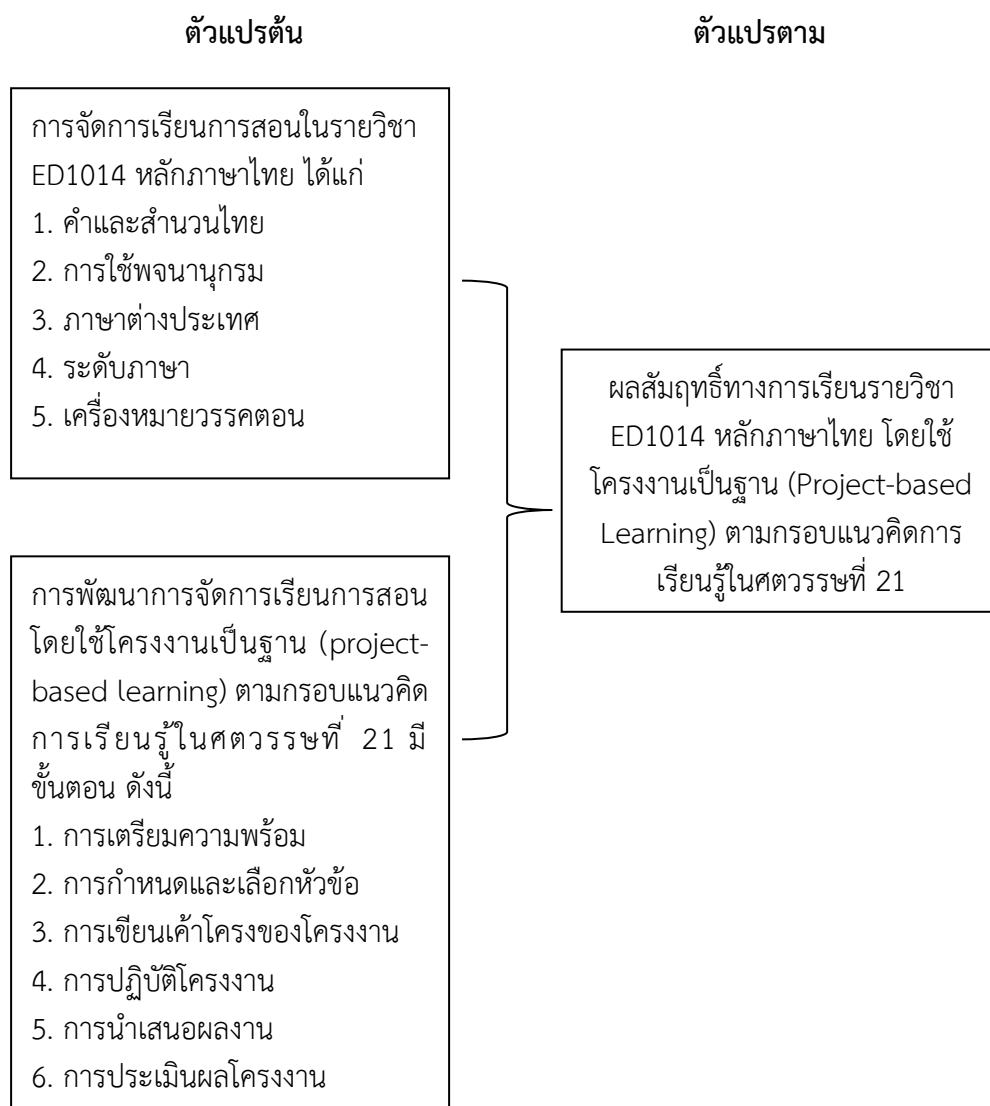 ตัวแปรต้น
ตัวแปรตาม
การจัดการเรียนการสอนในรายวิชา
ED1014 หลักภาษาไทย ได้แก่
1. คำและสำนวนไทย
2. การใช้พจนานุกรม
3. ภาษาต่างประเทศ
4. ระดับภาษา
5. เครื่องหมายวรรคตอน
การพัฒนาการจัดการเรียนการสอน
โดยใช้โครงงานเป็นฐาน (project-
based learning) ตามกรอบแนวคิด
การเรียนรู้ในศตวรรษที่ 21 มี
ขั้นตอน ดังนี้
1. การเตรียมความพร้อม
2. การกำหนดและเลือกหัวข้อ
3. การเขียนเค้าโครงของโครงงาน
4. การปฏิบัติโครงงาน
5. การนำเสนอผลงาน
6. การประเมินผลโครงงาน
ผลสัมฤทธิ์ทางการเรียนรายวิชา
ED1014 หลักภาษาไทย โดยใช้
โครงงานเป็นฐาน (Project-based
Learning) ตามกรอบแนวคิดการ
เรียนรู้ในศตวรรษที่ 21